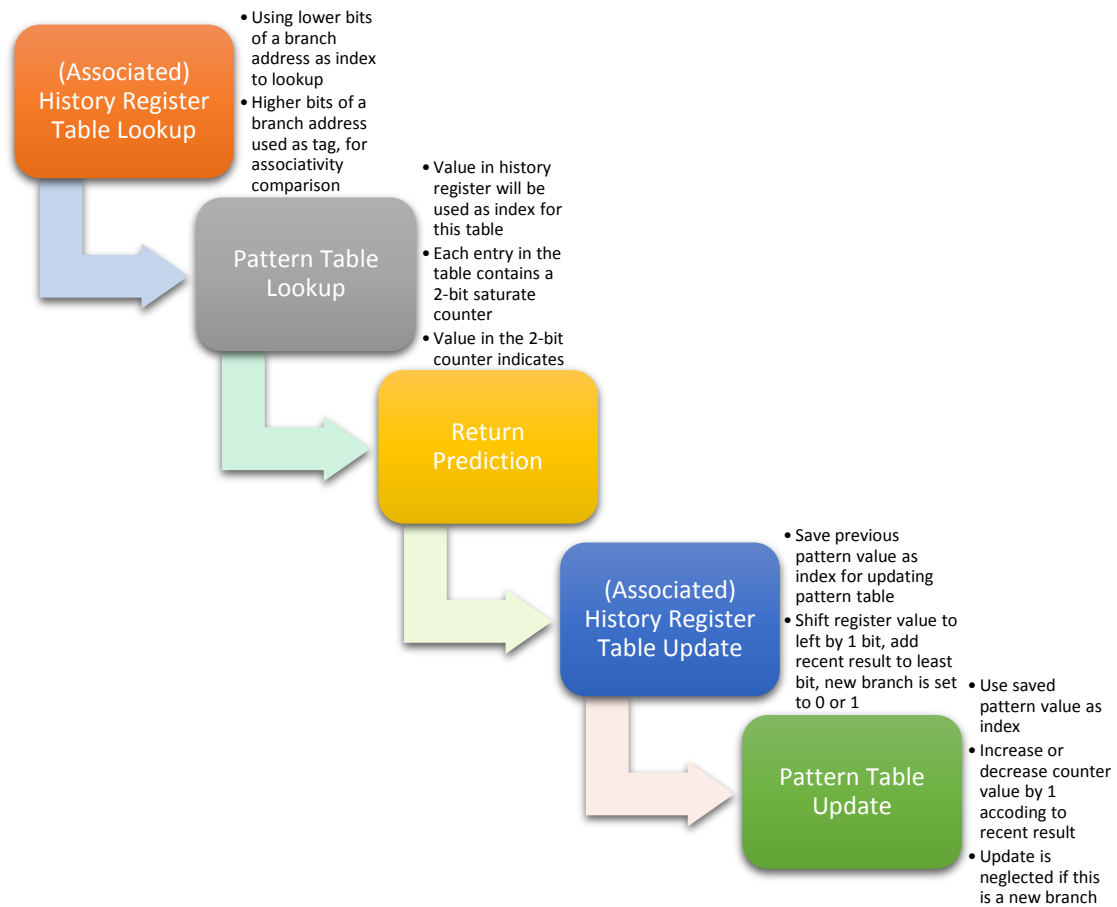 (Associated)
History Register
Table Lookup
• Using lower bits
of a branch
address as index
to lookup
• Higher bits of a
branch address
used as tag, for
associativity
comparison
Pattern Table
Lookup
• Value in history
register will be
used as index for
this table
• Each entry in the
table contains a
2-bit saturate
counter
• Value in the 2-bit
counter indicates
Return
Prediction
(Associated)
History Register
Table Update
• Save previous
pattern value as
index for updating
pattern table
• Shift register value to
left by 1 bit, add
recent result to least
bit, new branch is set
to 0 or 1
Pattern Table
Update
• Use saved
pattern value as
index
• Increase or
decrease counter
value by 1
accoding to
recent result
• Update is
neglected if this
is a new branch